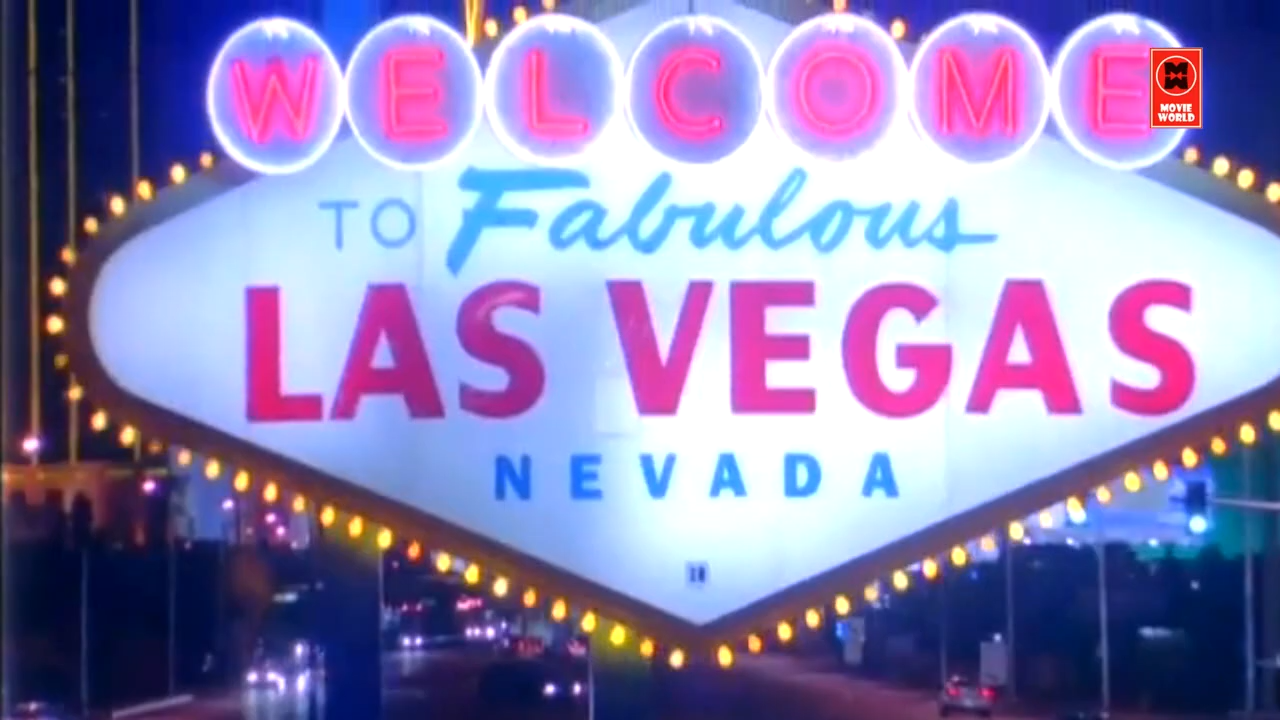 WELCOME
TO Fabulous
LAS VEGAS
NEVADA
MOVIE
WORLD